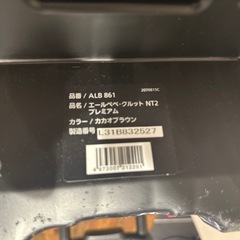 品番 / ALB 861
品名 / エールベベ・クルット NT2
プレミアム
カラー / カカオブラウン
製造番号 L31B832527